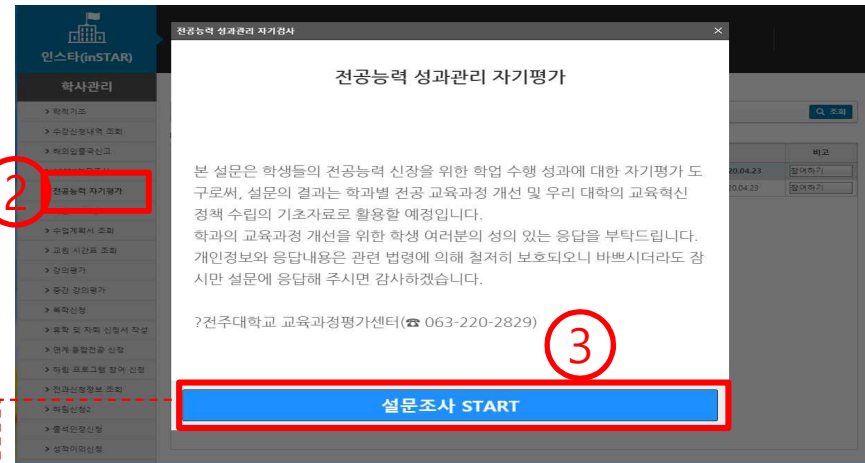 인스타(inSTAR)
학사관리
> 학적기초
> 수강신청내역 조회
> 해외입출국신고
② 전공능력 자기평가
> 수업계획서 조회
> 교원 시간표 조회
> 강의평가
> 중간 강의평가
> 복학신청
> 휴학 및 자퇴 신청서 작성
> 연계·융합전공 신청
> 전과신청정보 조회
> 출석인정신청
> 성적이의신청
전공능력 성과관리 자기검사 ×
전공능력 성과관리 자기평가
본 설문은 학생들의 전공능력 신장을 위한 학업 수행 성과에 대한 자기평가 도
구로써, 설문의 결과는 학과별 전공 교육과정 개선 및 우리 대학의 교육혁신
정책 수립의 기초자료로 활용할 예정입니다.
학과의 교육과정 개선을 위한 학생 여러분의 성의 있는 응답을 부탁드립니다.
개인정보와 응답내용은 관련 법령에 의해 철저히 보호되오니 바쁘시더라도 잠
시만 설문에 응답해 주시면 감사하겠습니다.
?전주대학교 교육과정평가센터(☎ 063-220-2829)
③
설문조사 START
조회
비고
20.04.23 참여하기
20.04.23 참여하기